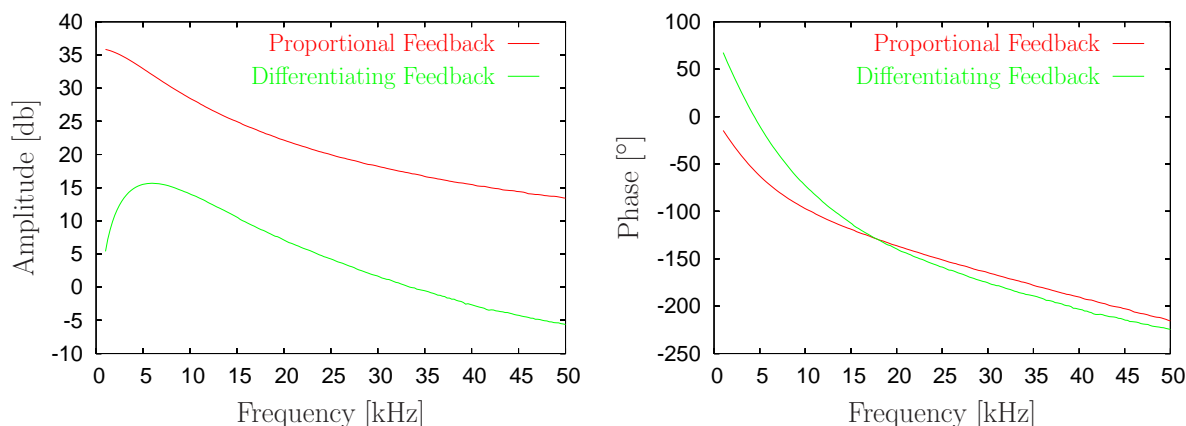 40
35
30
25
20
15
10
5
0
-5
-10
Amplitude [db]
Proportional Feedback
Differentiating Feedback
0 5 10 15 20 25 30 35 40 45 50
Frequency [kHz]
100
50
0
-50
-100
-150
-200
-250
Phase [°]
Proportional Feedback
Differentiating Feedback
0 5 10 15 20 25 30 35 40 45 50
Frequency [kHz]